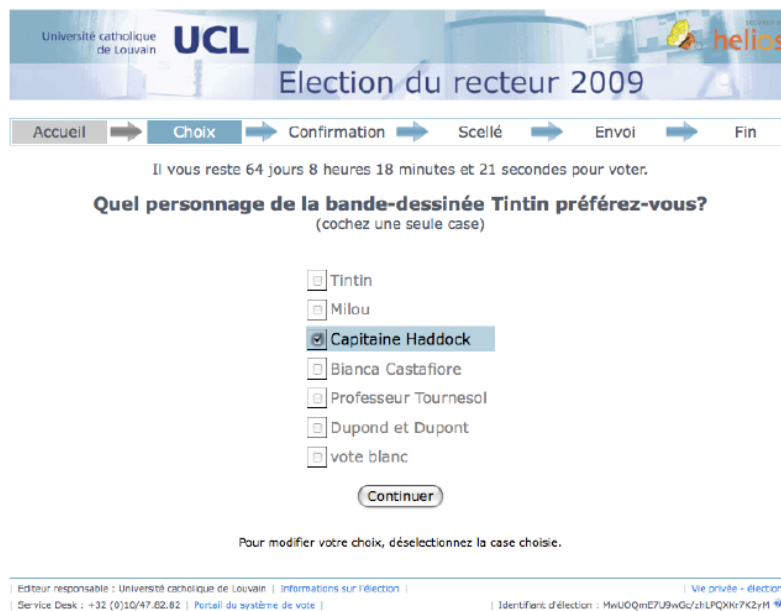 Université catholique
de Louvain
UCL
helios
Election du recteur 2009
Accueil Choix Confirmation Scellé Envoi Fin
Il vous reste 64 jours 8 heures 18 minutes et 21 secondes pour voter.
Quel personnage de la bande-dessinée Tintin préférez-vous?
(cochez une seule case)
Tintin
Milou
Capitaine Haddock
Bianca Castafiore
Professeur Tournesol
Dupond et Dupont
vote blanc
Continuer
Pour modifier votre choix, déselectionnez la case choisie.
| Editeur responsable : Université catholique de Louvain | Informations sur l'élection | | Vie privée - élection
| Service Desk : +32 (0)10/47.82.82 | Portail du système de vote | | Identifiant d'élection :